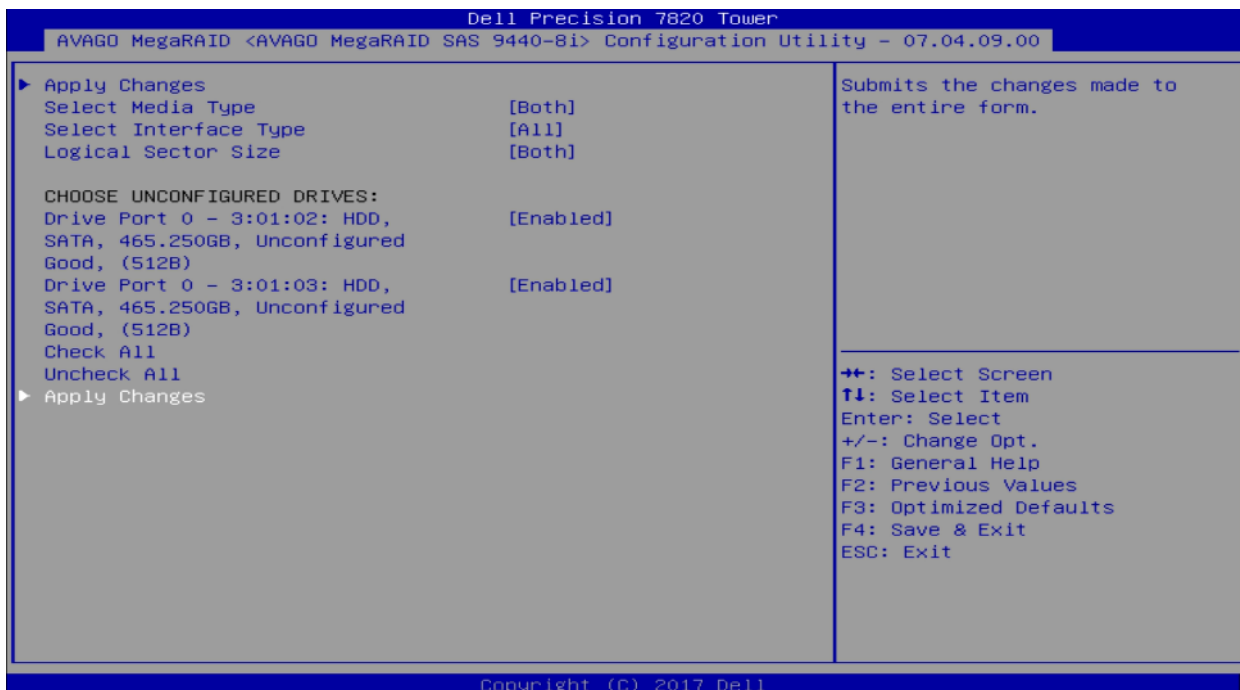 Dell Precision 7820 Tower
AVAGO MegaRAID <AVAGO MegaRAID SAS 9440-8i> Configuration Utility – 07.04.09.00
▶ Apply Changes
Select Media Type [Both]
Select Interface Type [All]
Logical Sector Size [Both]
CHOOSE UNCONFIGURED DRIVES:
Drive Port 0 – 3:01:02: HDD, [Enabled]
SATA, 465.250GB, Unconfigured
Good, (512B)
Drive Port 0 – 3:01:03: HDD, [Enabled]
SATA, 465.250GB, Unconfigured
Good, (512B)
Check All
Uncheck All
▶ Apply Changes
Submits the changes made to
the entire form.
→←: Select Screen
↑↓: Select Item
Enter: Select
+/-: Change Opt.
F1: General Help
F2: Previous Values
F3: Optimized Defaults
F4: Save & Exit
ESC: Exit
Copyright (C) 2017 Dell